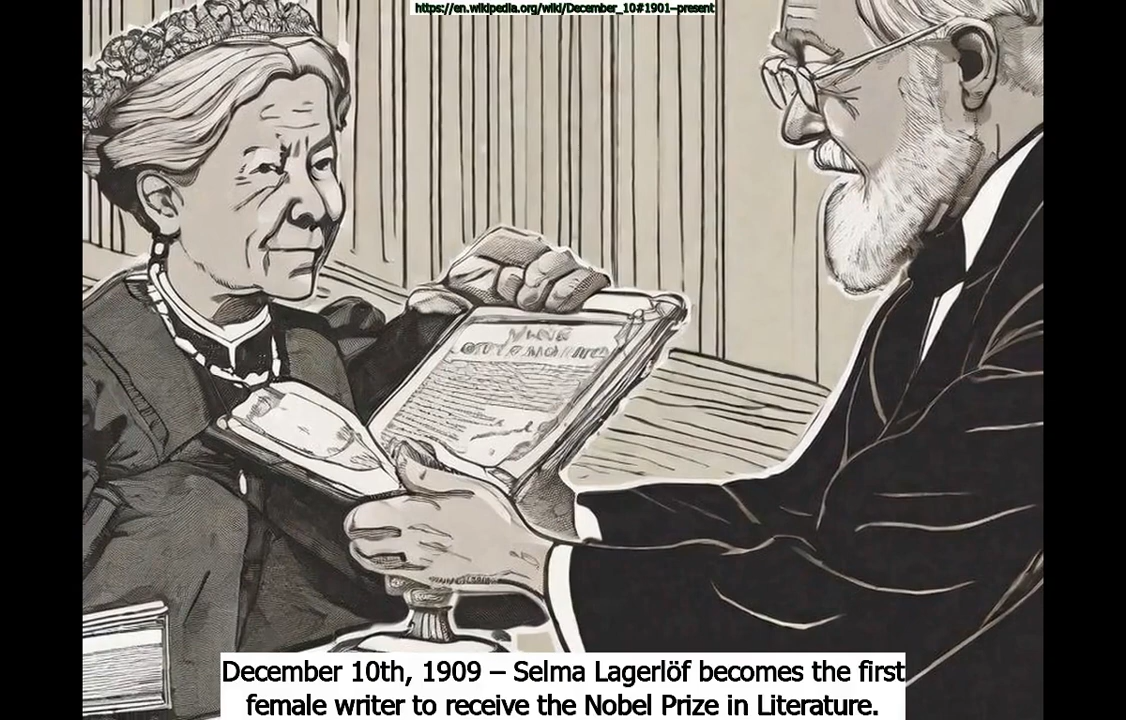 https://en.wikipedia.org/wiki/December_10#1901–present
December 10th, 1909 – Selma Lagerlöf becomes the first
female writer to receive the Nobel Prize in Literature.